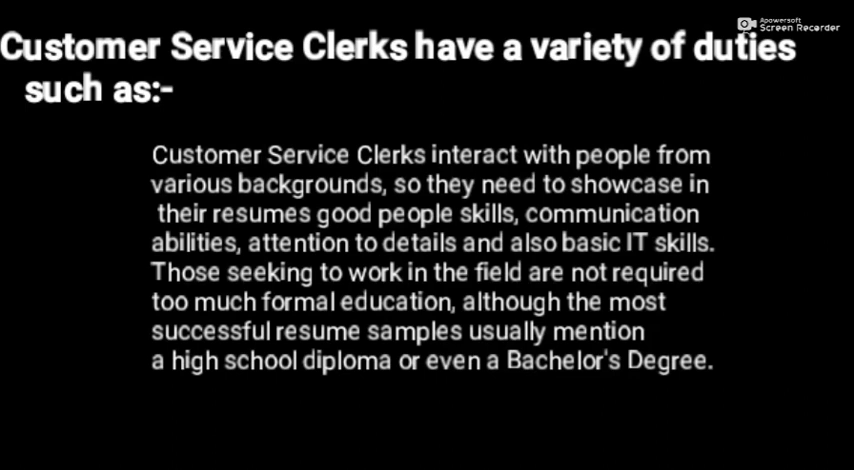 Apowersoft
Screen Recorder
Customer Service Clerks have a variety of duties
such as:-
Customer Service Clerks interact with people from
various backgrounds, so they need to showcase in
their resumes good people skills, communication
abilities, attention to details and also basic IT skills.
Those seeking to work in the field are not required
too much formal education, although the most
successful resume samples usually mention
a high school diploma or even a Bachelor's Degree.